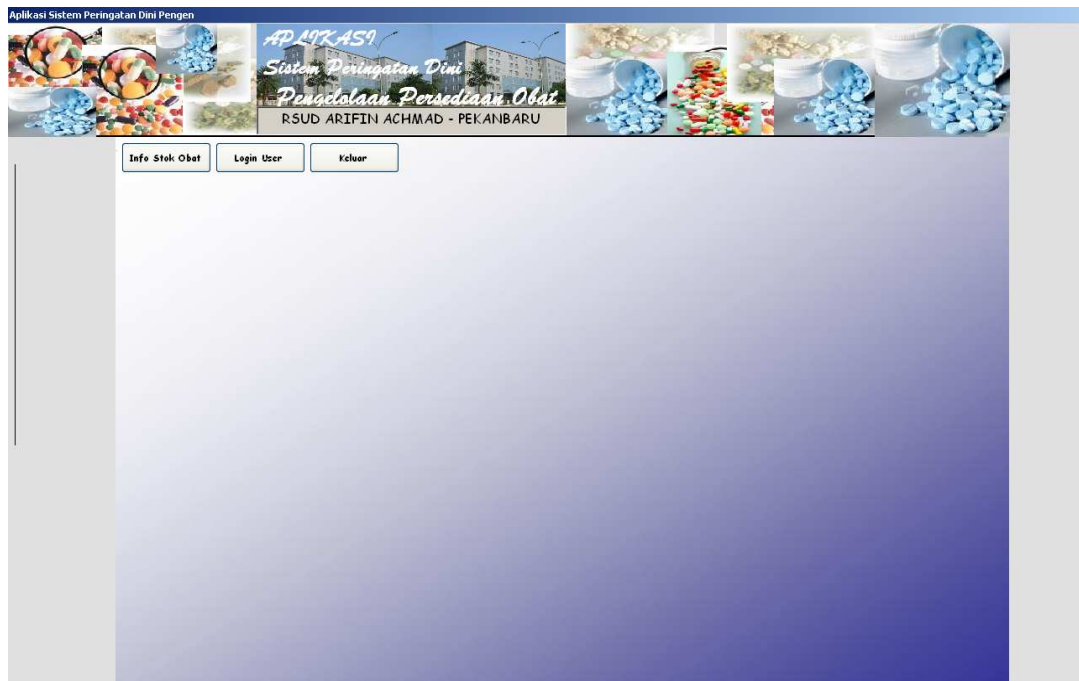 Aplikasi Sistem Peringatan Dini Pengen
APLIKASI
Sistem Peringatan Dini
Pengelolaan Persediaan Obat
RSUD ARIFIN ACHMAD - PEKANBARU
Info Stok Obat Login User Keluar